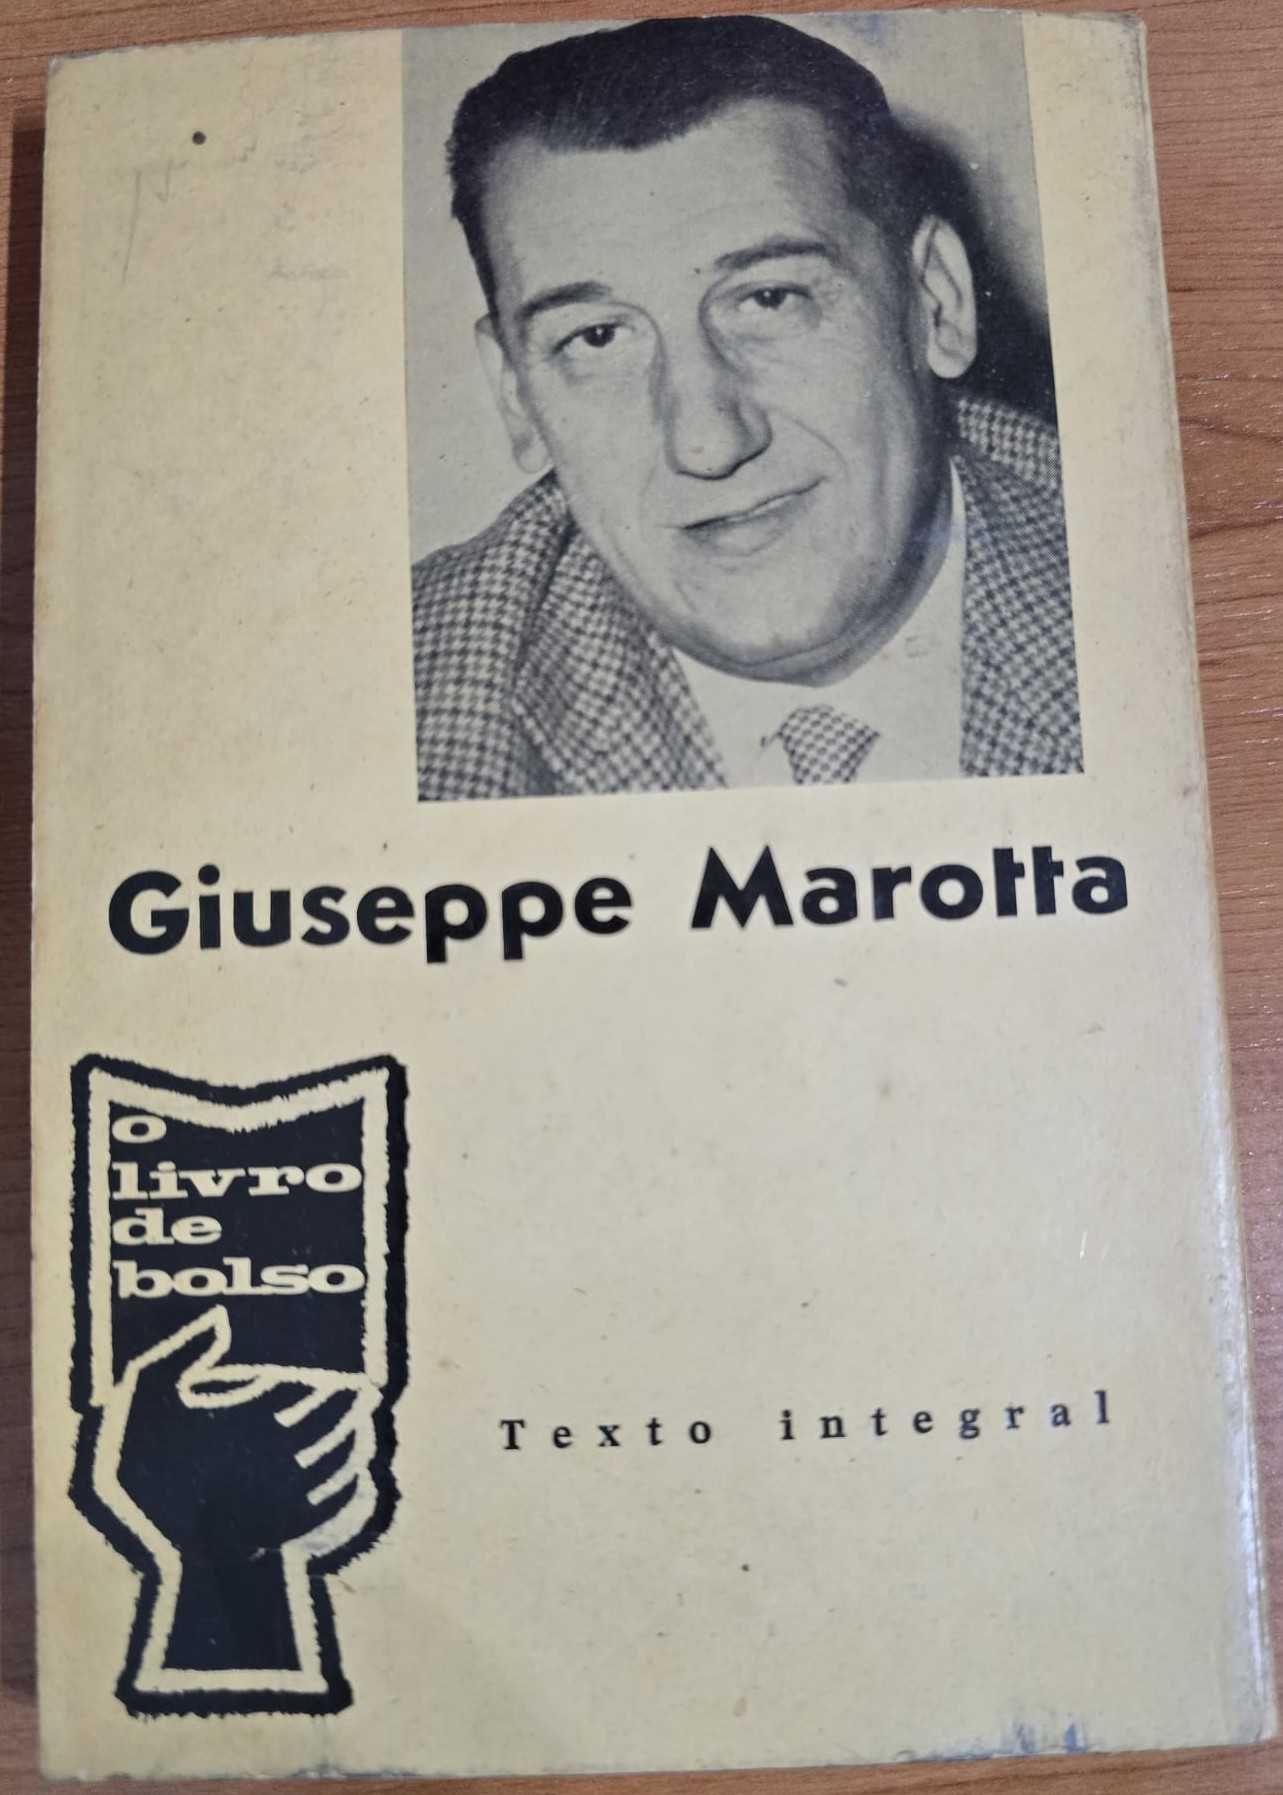 Giuseppe Marotta
o
livro
de
bolso
Texto integral